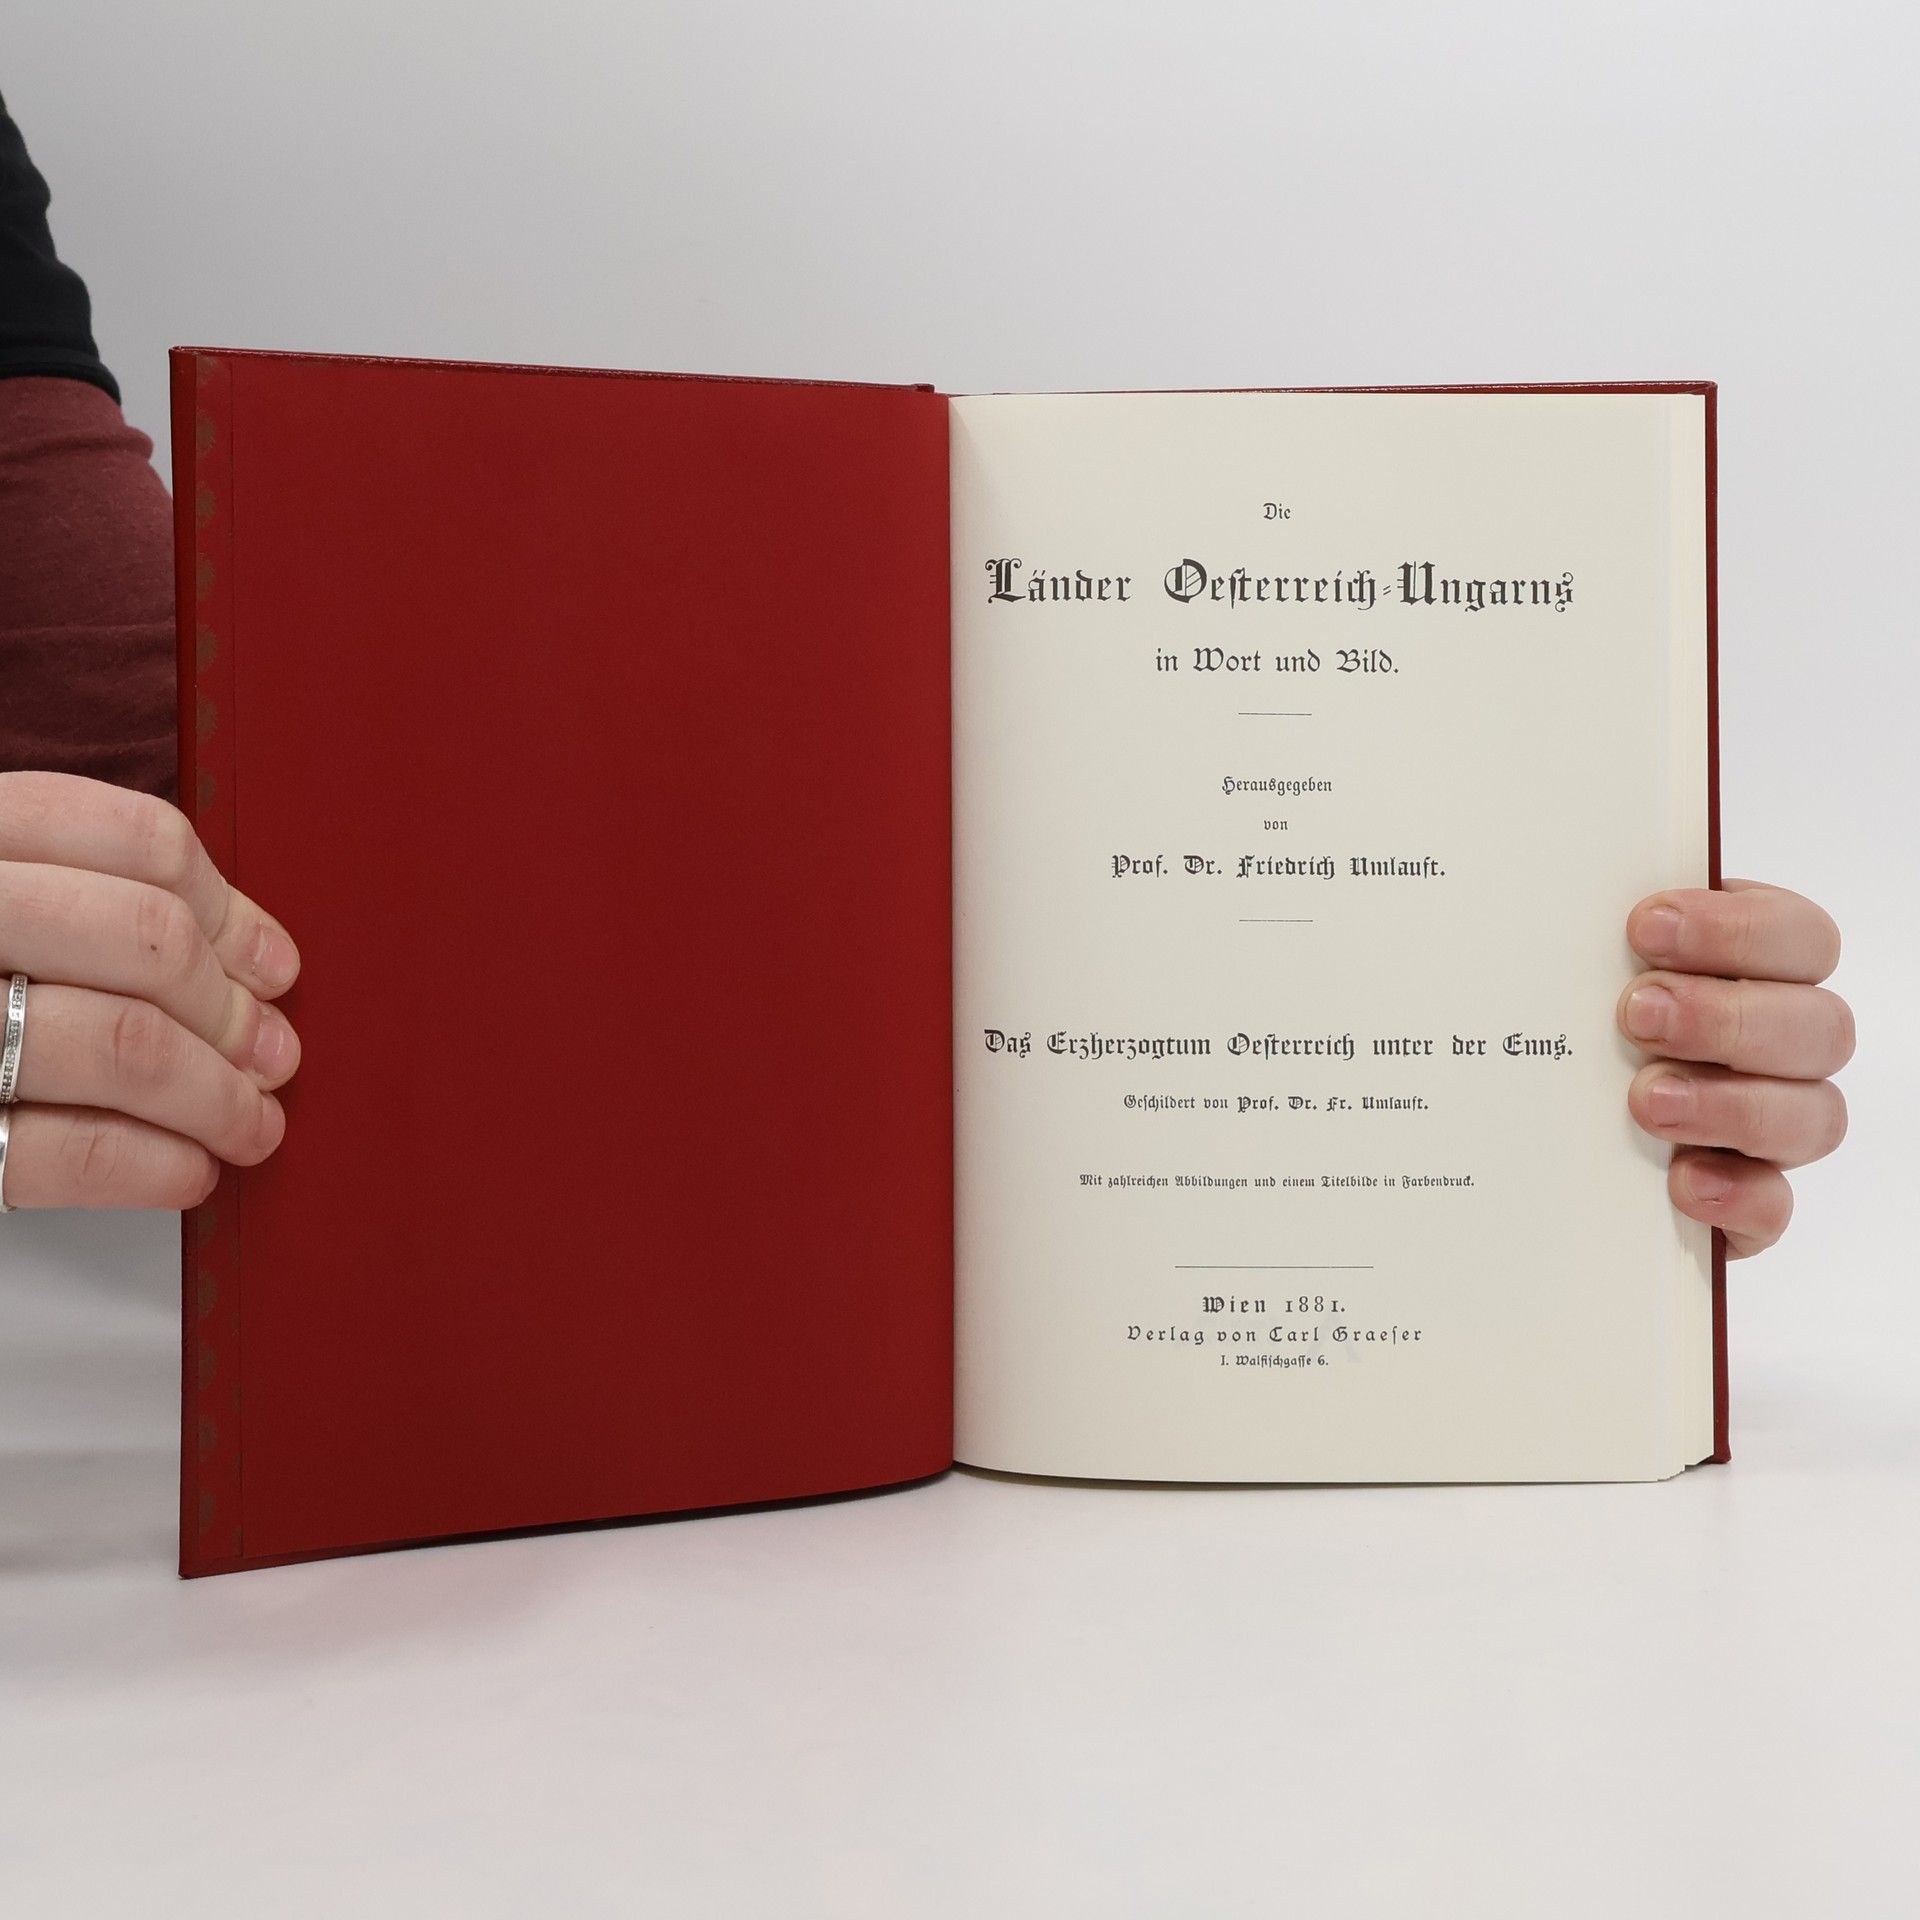 Die
Länder Oeſterreich-Ungarns
in Wort und Bild.
Herausgegeben
von
Prof. Dr. Friedrich Umlauft.
Das Erzherzogtum Oeſterreich unter der Enns.
Geſchildert von Prof. Dr. Fr. Umlauft.
Mit zahlreichen Abbildungen und einem Titelbilde in Farbendruck.
Wien 1881.
Verlag von Carl Graeſer
I. Walfiſchgaſſe 6.